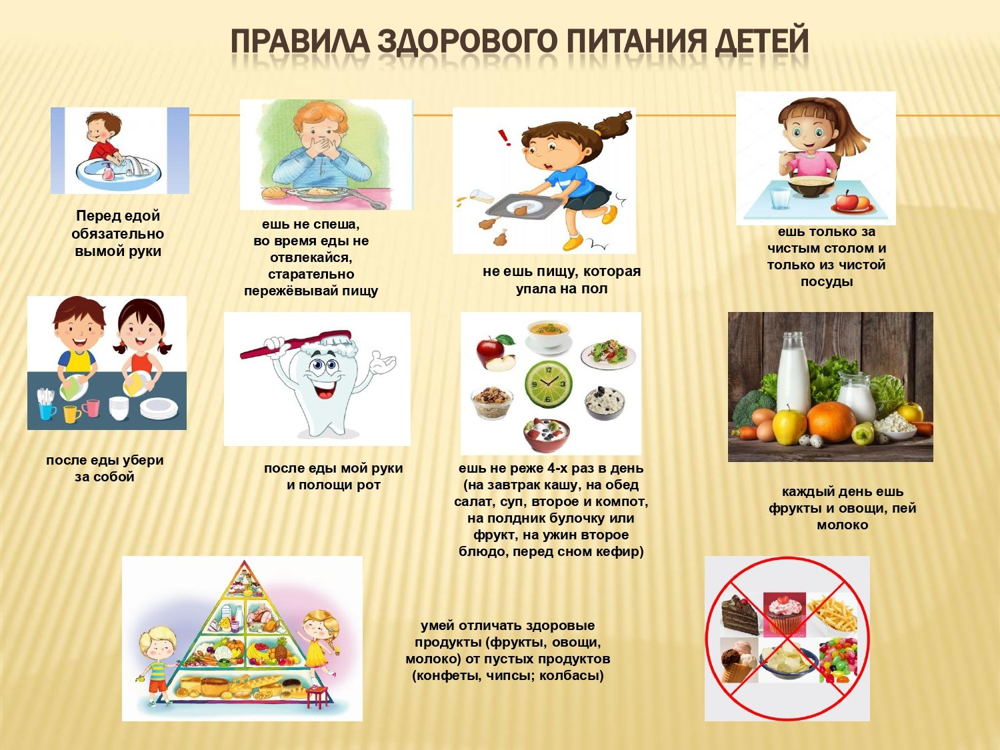 ПРАВИЛА ЗДОРОВОГО ПИТАНИЯ ДЕТЕЙ
Перед едой
обязательно
вымой руки
ешь не спеша,
во время еды не
отвлекайся,
старательно
пережёвывай пищу
не ешь пищу, которая
упала на пол
ешь только за
чистым столом и
только из чистой
посуды
после еды убери
за собой
после еды мой руки
и полощи рот
12
3
6
9
ешь не реже 4-х раз в день
(на завтрак кашу, на обед
салат, суп, второе и компот,
на полдник булочку или
фрукт, на ужин второе
блюдо, перед сном кефир)
каждый день ешь
фрукты и овощи, пей
молоко
умей отличать здоровые
продукты (фрукты, овощи,
молоко) от пустых продуктов
(конфеты, чипсы; колбасы)